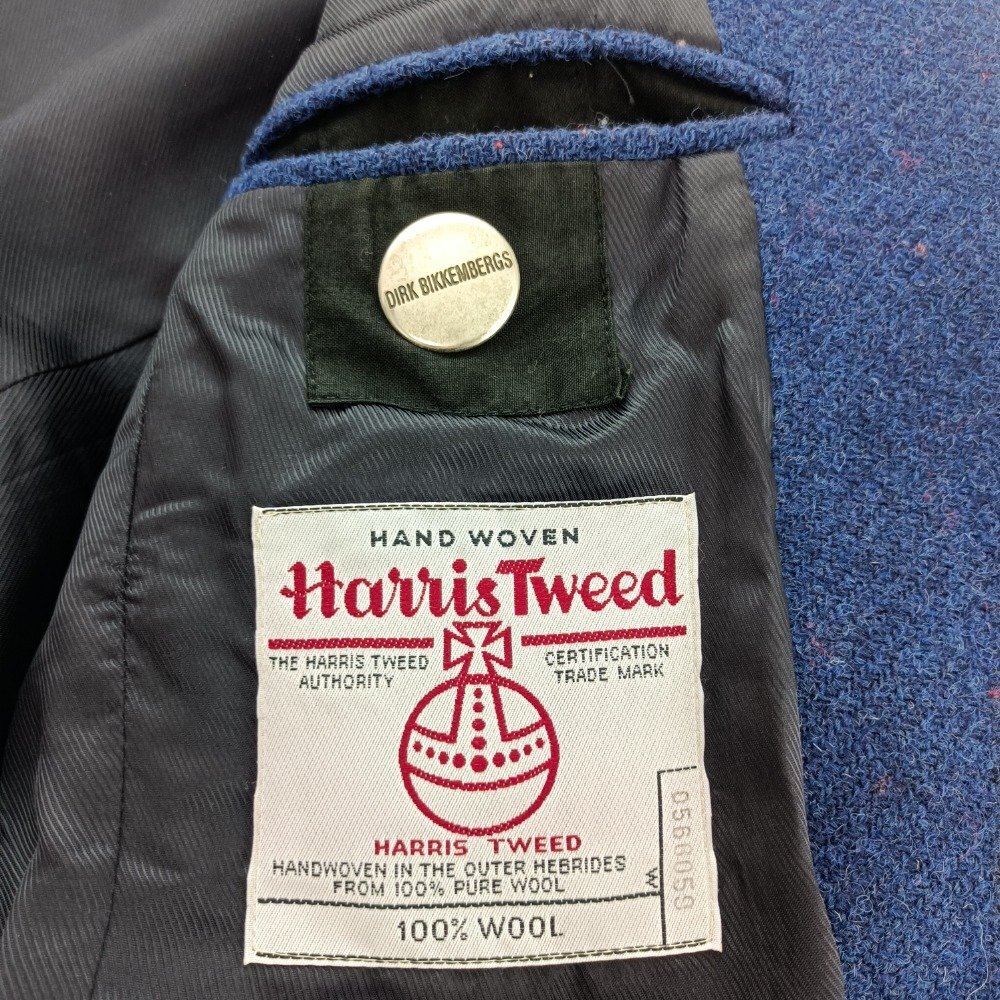 DIRK BIKKEMBERGS
HAND WOVEN
Harris Tweed
THE HARRIS TWEED
AUTHORITY
CERTIFICATION
TRADE MARK
HARRIS TWEED
HANDWOVEN IN THE OUTER HEBRIDES
FROM 100% PURE WOOL
W
0566059
100% WOOL